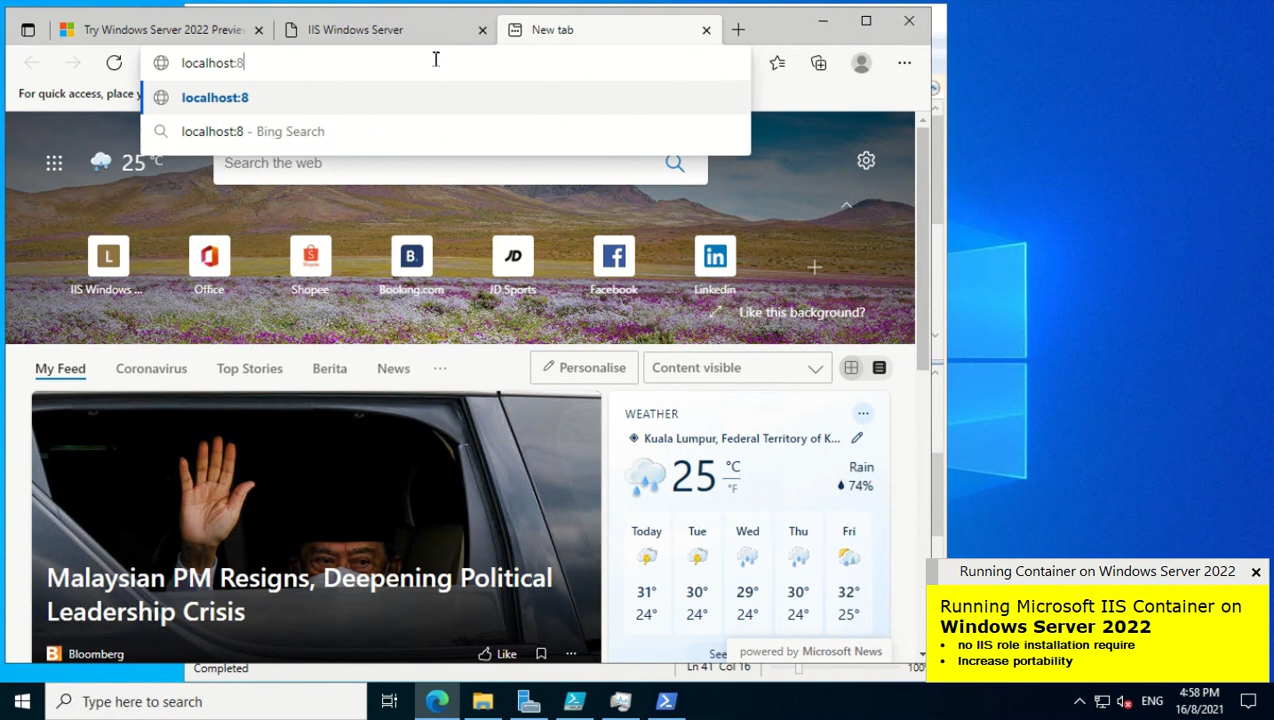 Try Windows Server 2022 Preview
IIS Windows Server
New tab
localhost:8
For quick access, place y
localhost:8
localhost:8 - Bing Search
25 °C
Search the web
L
B.
JD
IIS Windows ...
Office
Shopee
Booking.com
JD Sports
Facebook
Linkedin
Like this background?
My Feed
Coronavirus
Top Stories
Berita
News
...
Personalise
Content visible
WEATHER
Kuala Lumpur, Federal Territory of K...
25 °C
°F
Rain
74%
Today
Tue
Wed
Thu
Fri
31°
30°
29°
30°
32°
24°
24°
24°
24°
25°
Malaysian PM Resigns, Deepening Political
Leadership Crisis
Bloomberg
Like
See
powered by Microsoft News
Completed
Ln 41 Col 16
100%
Running Container on Windows Server 2022
Running Microsoft IIS Container on
Windows Server 2022
• no IIS role installation require
• Increase portability
Type here to search
ENG
4:58 PM
16/8/2021